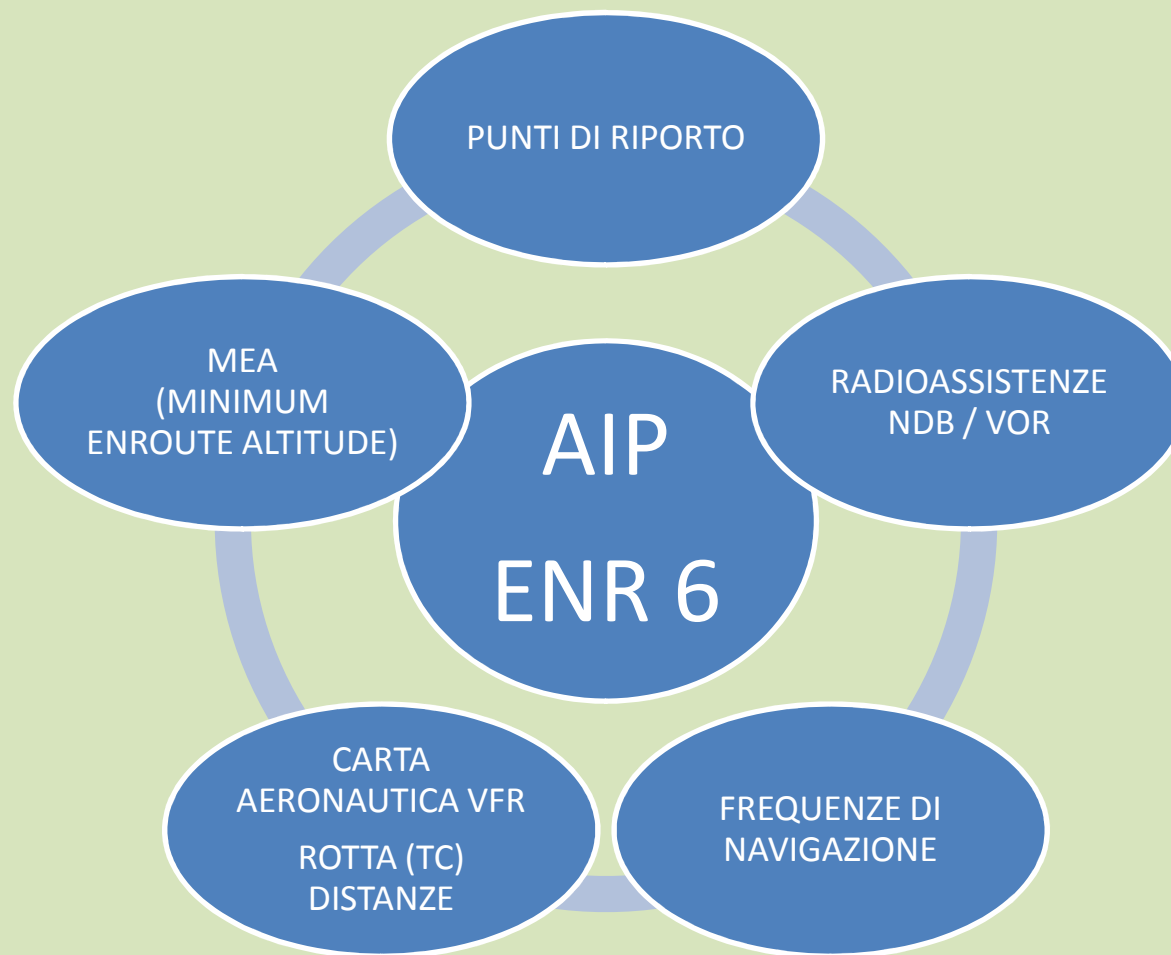 PUNTI DI RIPORTO
MEA
(MINIMUM
ENROUTE ALTITUDE)
RADIOASSISTENZE
NDB / VOR
AIP
ENR 6
CARTA
AERONAUTICA VFR
ROTTA (TC)
DISTANZE
FREQUENZE DI
NAVIGAZIONE